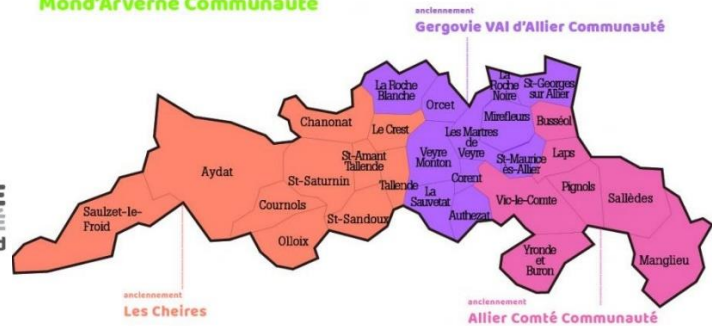 Mond'Arverne Communauté
anciennement
Gergovie VAl d'Allier Communauté
La Roche
Blanche
Orcet
La
Roche
Noire
St-Georges
sur Allier
Chanonat
Le Crest
Mirefleurs
Busséol
Les Martres
de
Veyre
Aydat
St-Amant
Tallende
Veyre
Monton
St-Maurice
ès-Allier
Laps
St-Saturnin
Tallende
Corent
Pignols
Cournols
La
Sauvetat
Vic-le-Comte
Sallèdes
Saulzet-le-
Froid
St-Sandoux
Authezat
Olloix
Yronde
et
Buron
Manglieu
anciennement
Les Cheires
anciennement
Allier Comté Communauté